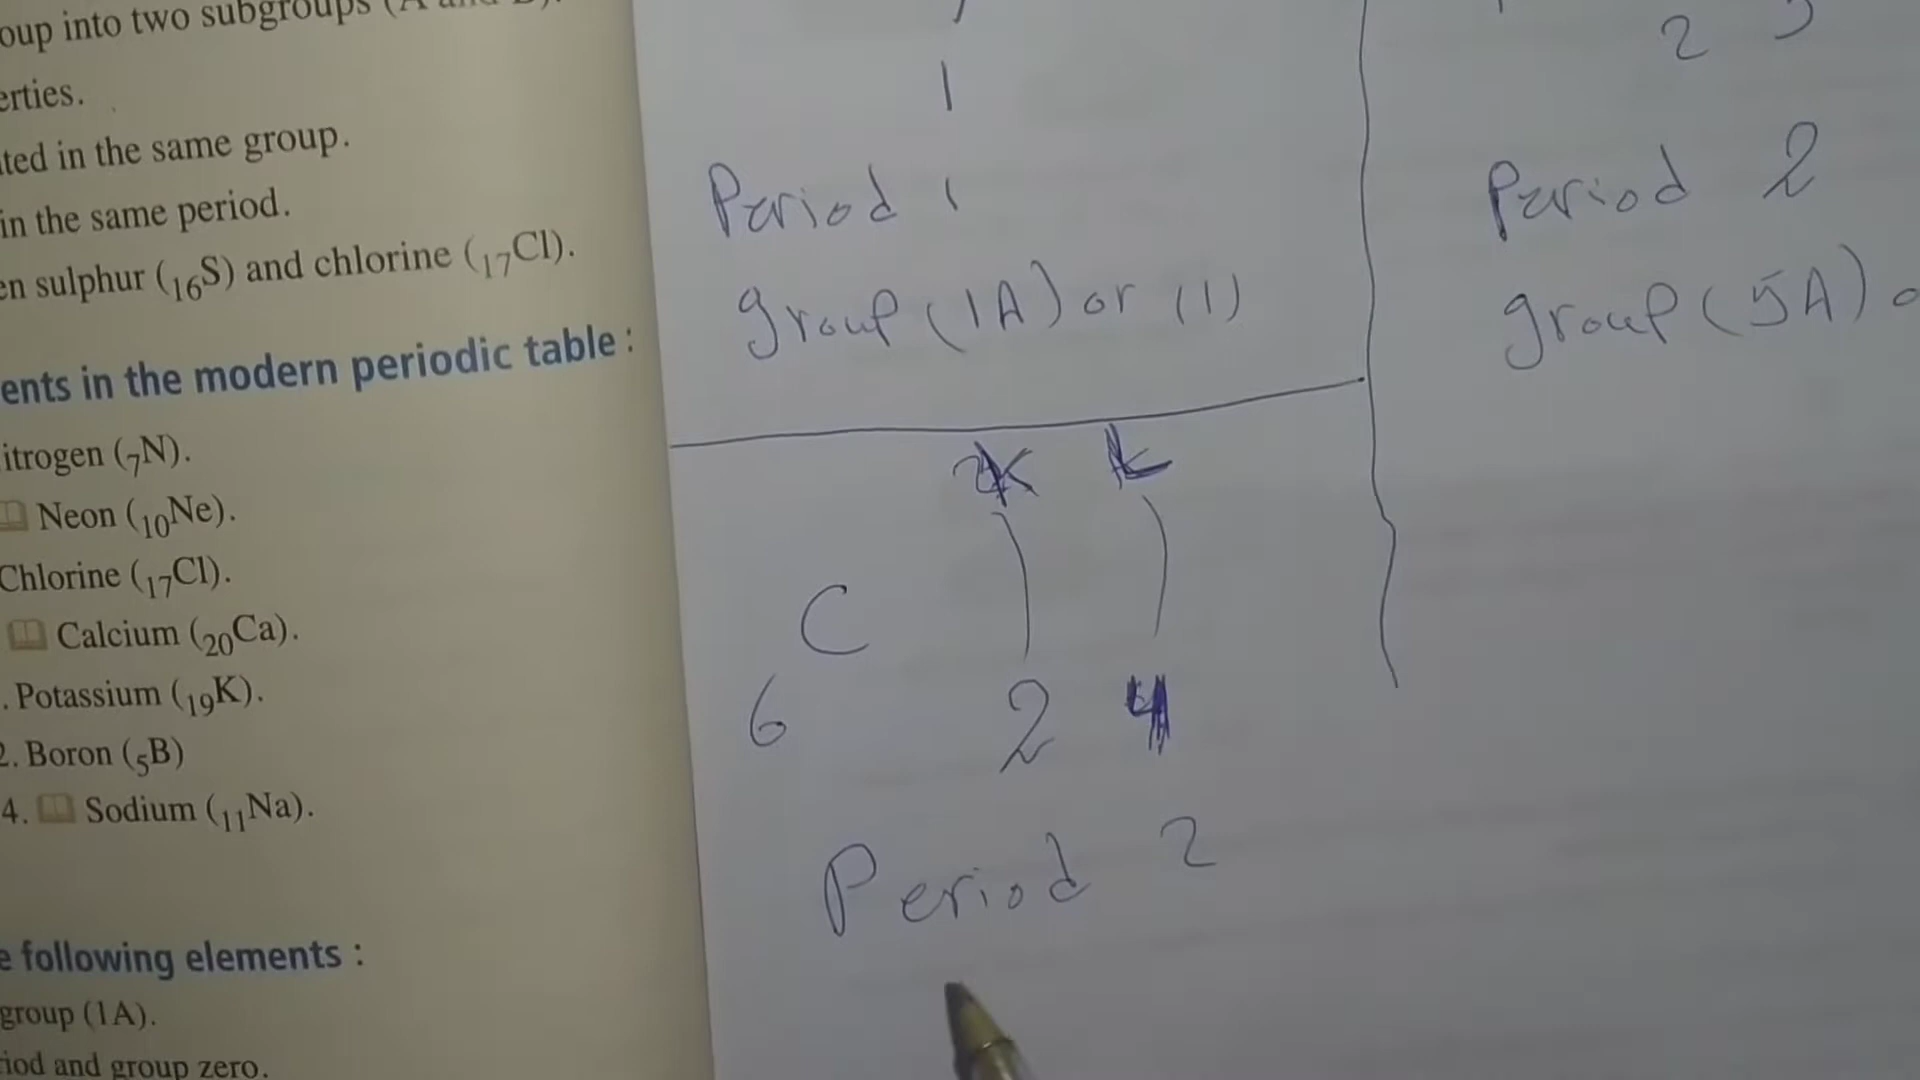 oup into two subgroups (A and B).
erties.
ted in the same group.
in the same period.
en sulphur (₁₆S) and chlorine (₁₇Cl).
ents in the modern periodic table :
itrogen (₇N).
Neon (₁₀Ne).
Chlorine (₁₇Cl).
Calcium (₂₀Ca).
. Potassium (₁₉K).
2. Boron (₅B)
4. Sodium (₁₁Na).
e following elements :
group (1A).
iod and group zero.
1
Period 1
group (1A) or (1)
K L
C
6 2 4
Period 2
2 5
Period 2
group (5A) o